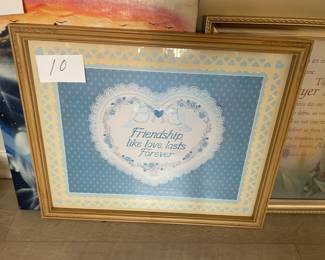 10
Friendship,
like love, lasts
Forever